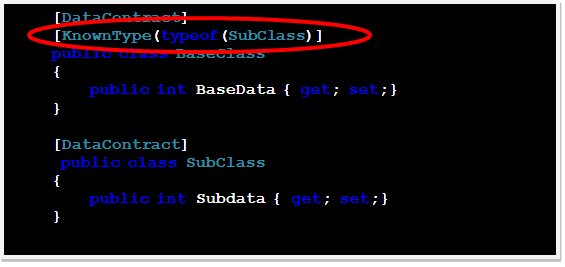 [DataContract]
[KnownType(typeof(SubClass)]
public class BaseClass
{
public int BaseData { get; set;}
}
[DataContract]
public class SubClass
{
public int Subdata { get; set;}
}